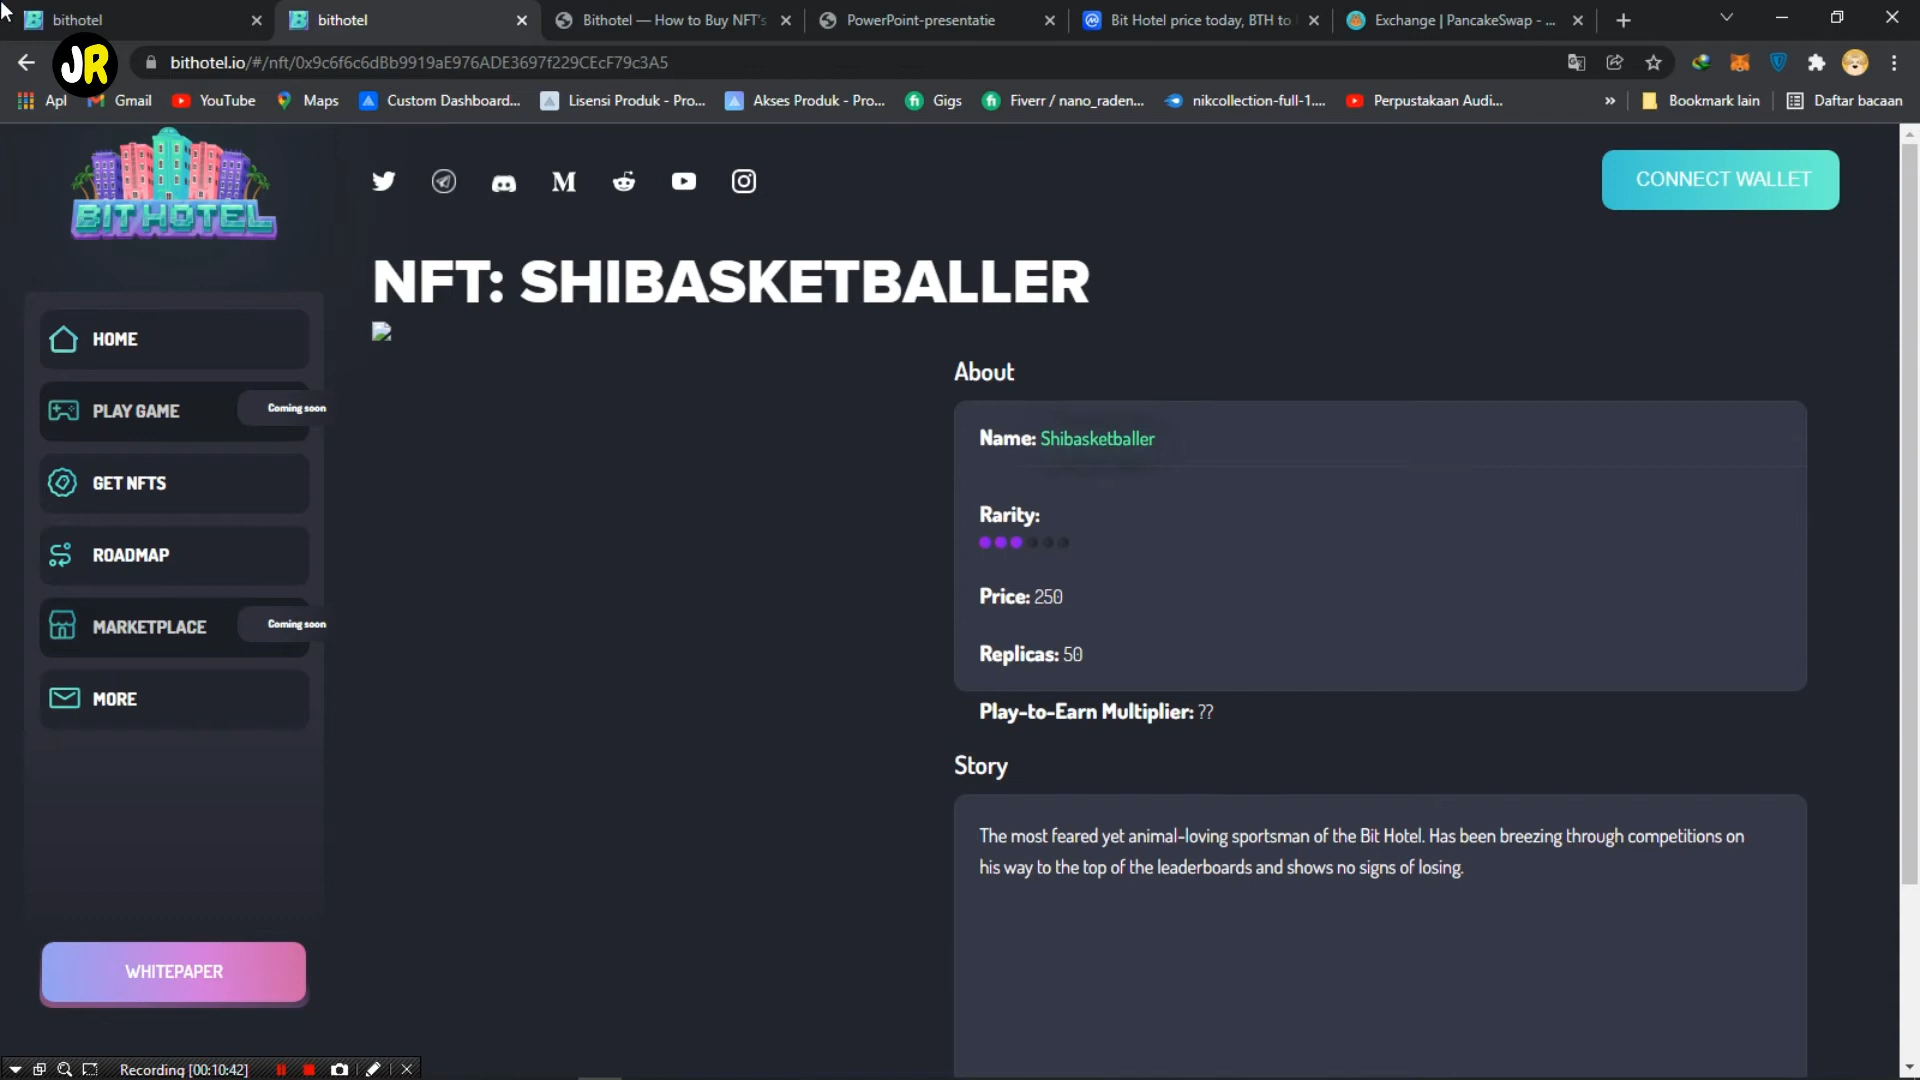 bithotel
bithotel
Bithotel — How to Buy NFT's
PowerPoint-presentatie
Bit Hotel price today, BTH to
Exchange | PancakeSwap - ...
JR
bithotel.io/#/nft/0x9c6f6c6dBb9919aE976ADE3697f229CEcF79c3A5
Apl
Gmail
YouTube
Maps
Custom Dashboard...
Lisensi Produk - Pro...
Akses Produk - Pro...
Gigs
Fiverr / nano_raden...
nikcollection-full-1....
Perpustakaan Audi...
»
Bookmark lain
Daftar bacaan
BIT HOTEL
CONNECT WALLET
NFT: SHIBASKETBALLER
HOME
PLAY GAME
Coming soon
GET NFTS
ROADMAP
MARKETPLACE
Coming soon
MORE
WHITEPAPER
About
Name: Shibasketballer
Rarity:
Price: 250
Replicas: 50
Play-to-Earn Multiplier: ??
Story
The most feared yet animal-loving sportsman of the Bit Hotel. Has been breezing through competitions on
his way to the top of the leaderboards and shows no signs of losing.
Recording [00:10:42]